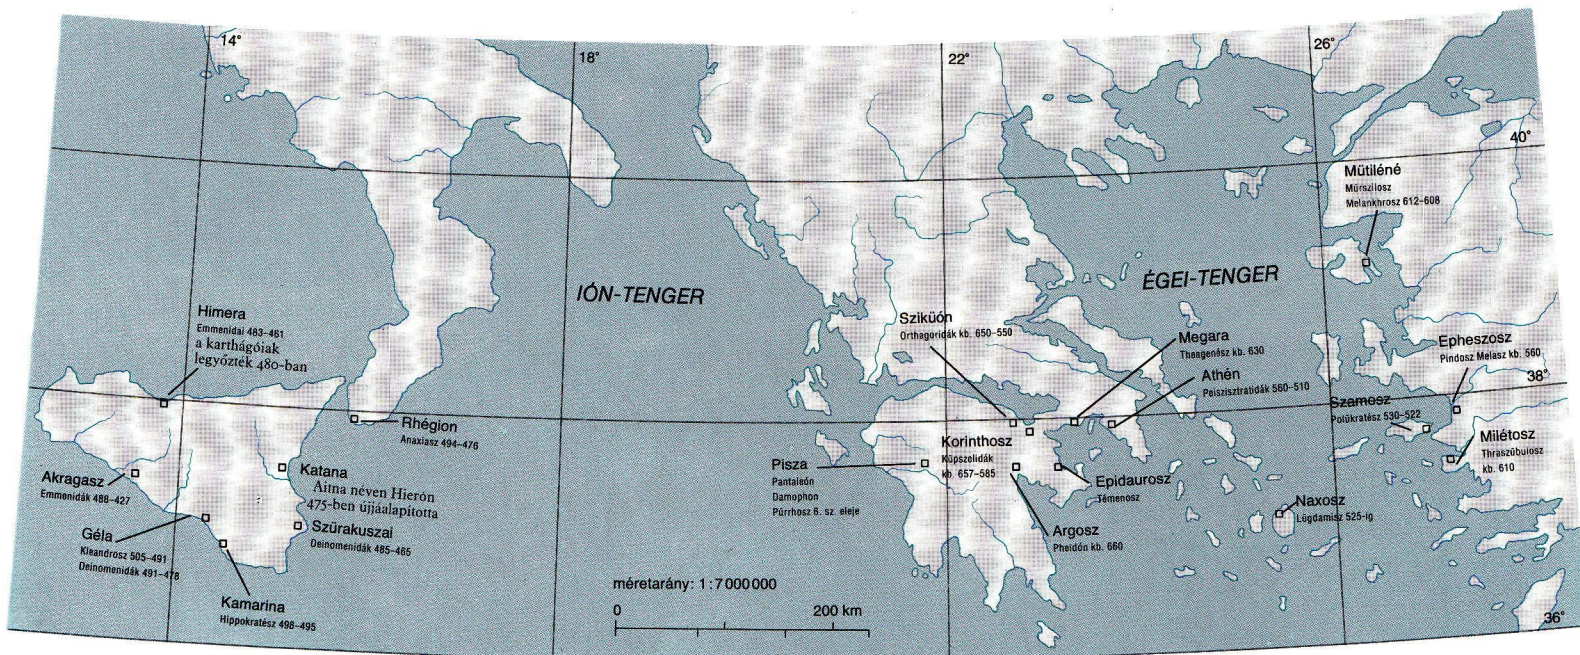 14°
18°
22°
26°
40°
38°
36°
IÓN-TENGER
ÉGEI-TENGER
Himera
Emmenidai 483–461
a karthágóiak
legyőzték 480-ban
Rhégion
Anaxiasz 494–476
Akragasz
Emmenidák 488–427
Katana
Aitna néven Hierón
475-ben újjáalapította
Géla
Kleandrosz 505–491
Deinomenidák 491–478
Szürakuszai
Deinomenidák 485–465
Kamarina
Hippokratész 498–495
Mütiléné
Mürszilosz
Melankhrosz 612–608
Sziküón
Orthagoridák kb. 650–550
Megara
Theagenész kb. 630
Athén
Peiszisztratidák 560–510
Epheszosz
Pindosz Melasz kb. 560
Szamosz
Polükratész 530–522
Milétosz
Thraszübulosz
kb. 610
Korinthosz
Küpszelidák
kb. 657–585
Pisza
Pantaleón
Damophon
Pürrhosz 6. sz. eleje
Epidaurosz
Témenosz
Argosz
Pheidón kb. 660
Naxosz
Lügdamisz 525-ig
méretarány: 1:7 000 000
0 200 km